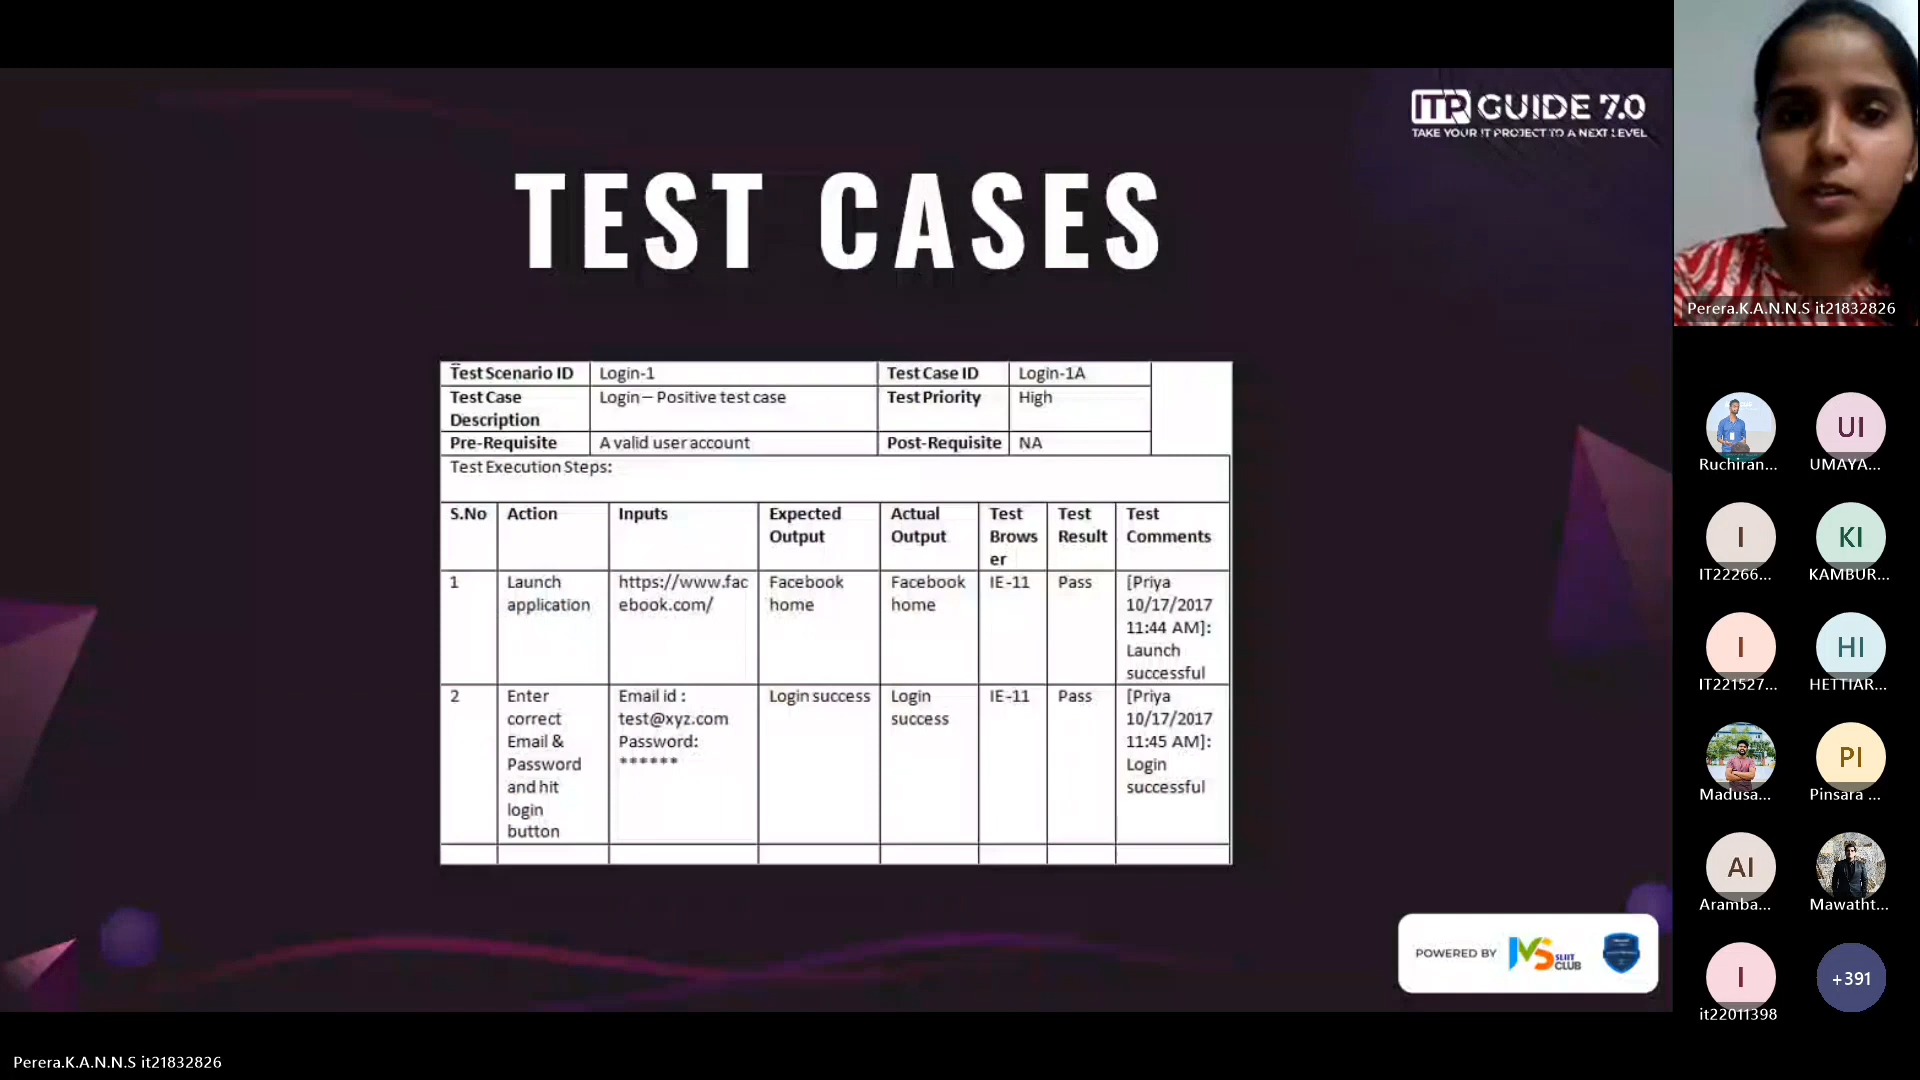 ITP GUIDE 7.0
TAKE YOUR IT PROJECT TO A NEXT LEVEL
TEST CASES
Test Scenario ID Login-1 Test Case ID Login-1A
Test Case Login – Positive test case Test Priority High
Description
Pre-Requisite A valid user account Post-Requisite NA
Test Execution Steps:
S.No Action Inputs Expected Actual Test Test Test
Output Output Brows Result Comments
er
1 Launch https://www.fac Facebook Facebook IE-11 Pass [Priya
application ebook.com/ home home 10/17/2017
11:44 AM]:
Launch
successful
2 Enter Email id : Login success Login IE-11 Pass [Priya
correct test@xyz.com success 10/17/2017
Email & Password: 11:45 AM]:
Password ****** Login
and hit successful
login
button
POWERED BY MS SLIIT
CLUB
Perera.K.A.N.N.S it21832826
Ruchiran... UI UMAYA...
I IT22266... KI KAMBUR...
I IT221527... HI HETTIAR...
Madusa... PI Pinsara ...
AI Aramba... Mawatht...
I it22011398 +391
Perera.K.A.N.N.S it21832826